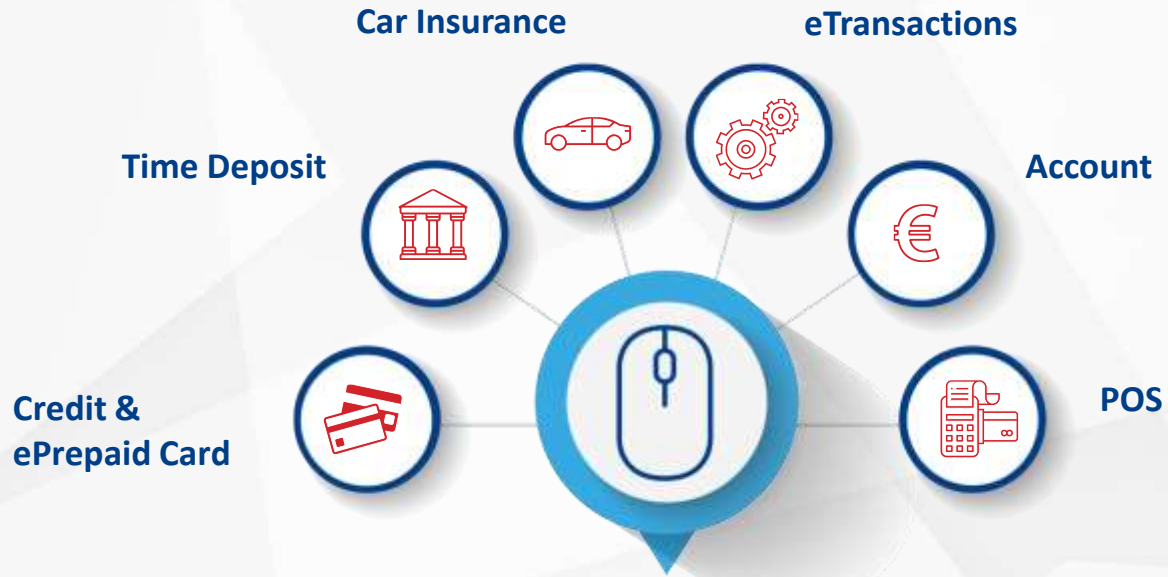 Car Insurance
eTransactions
Time Deposit
Account
Credit &
ePrepaid Card
POS